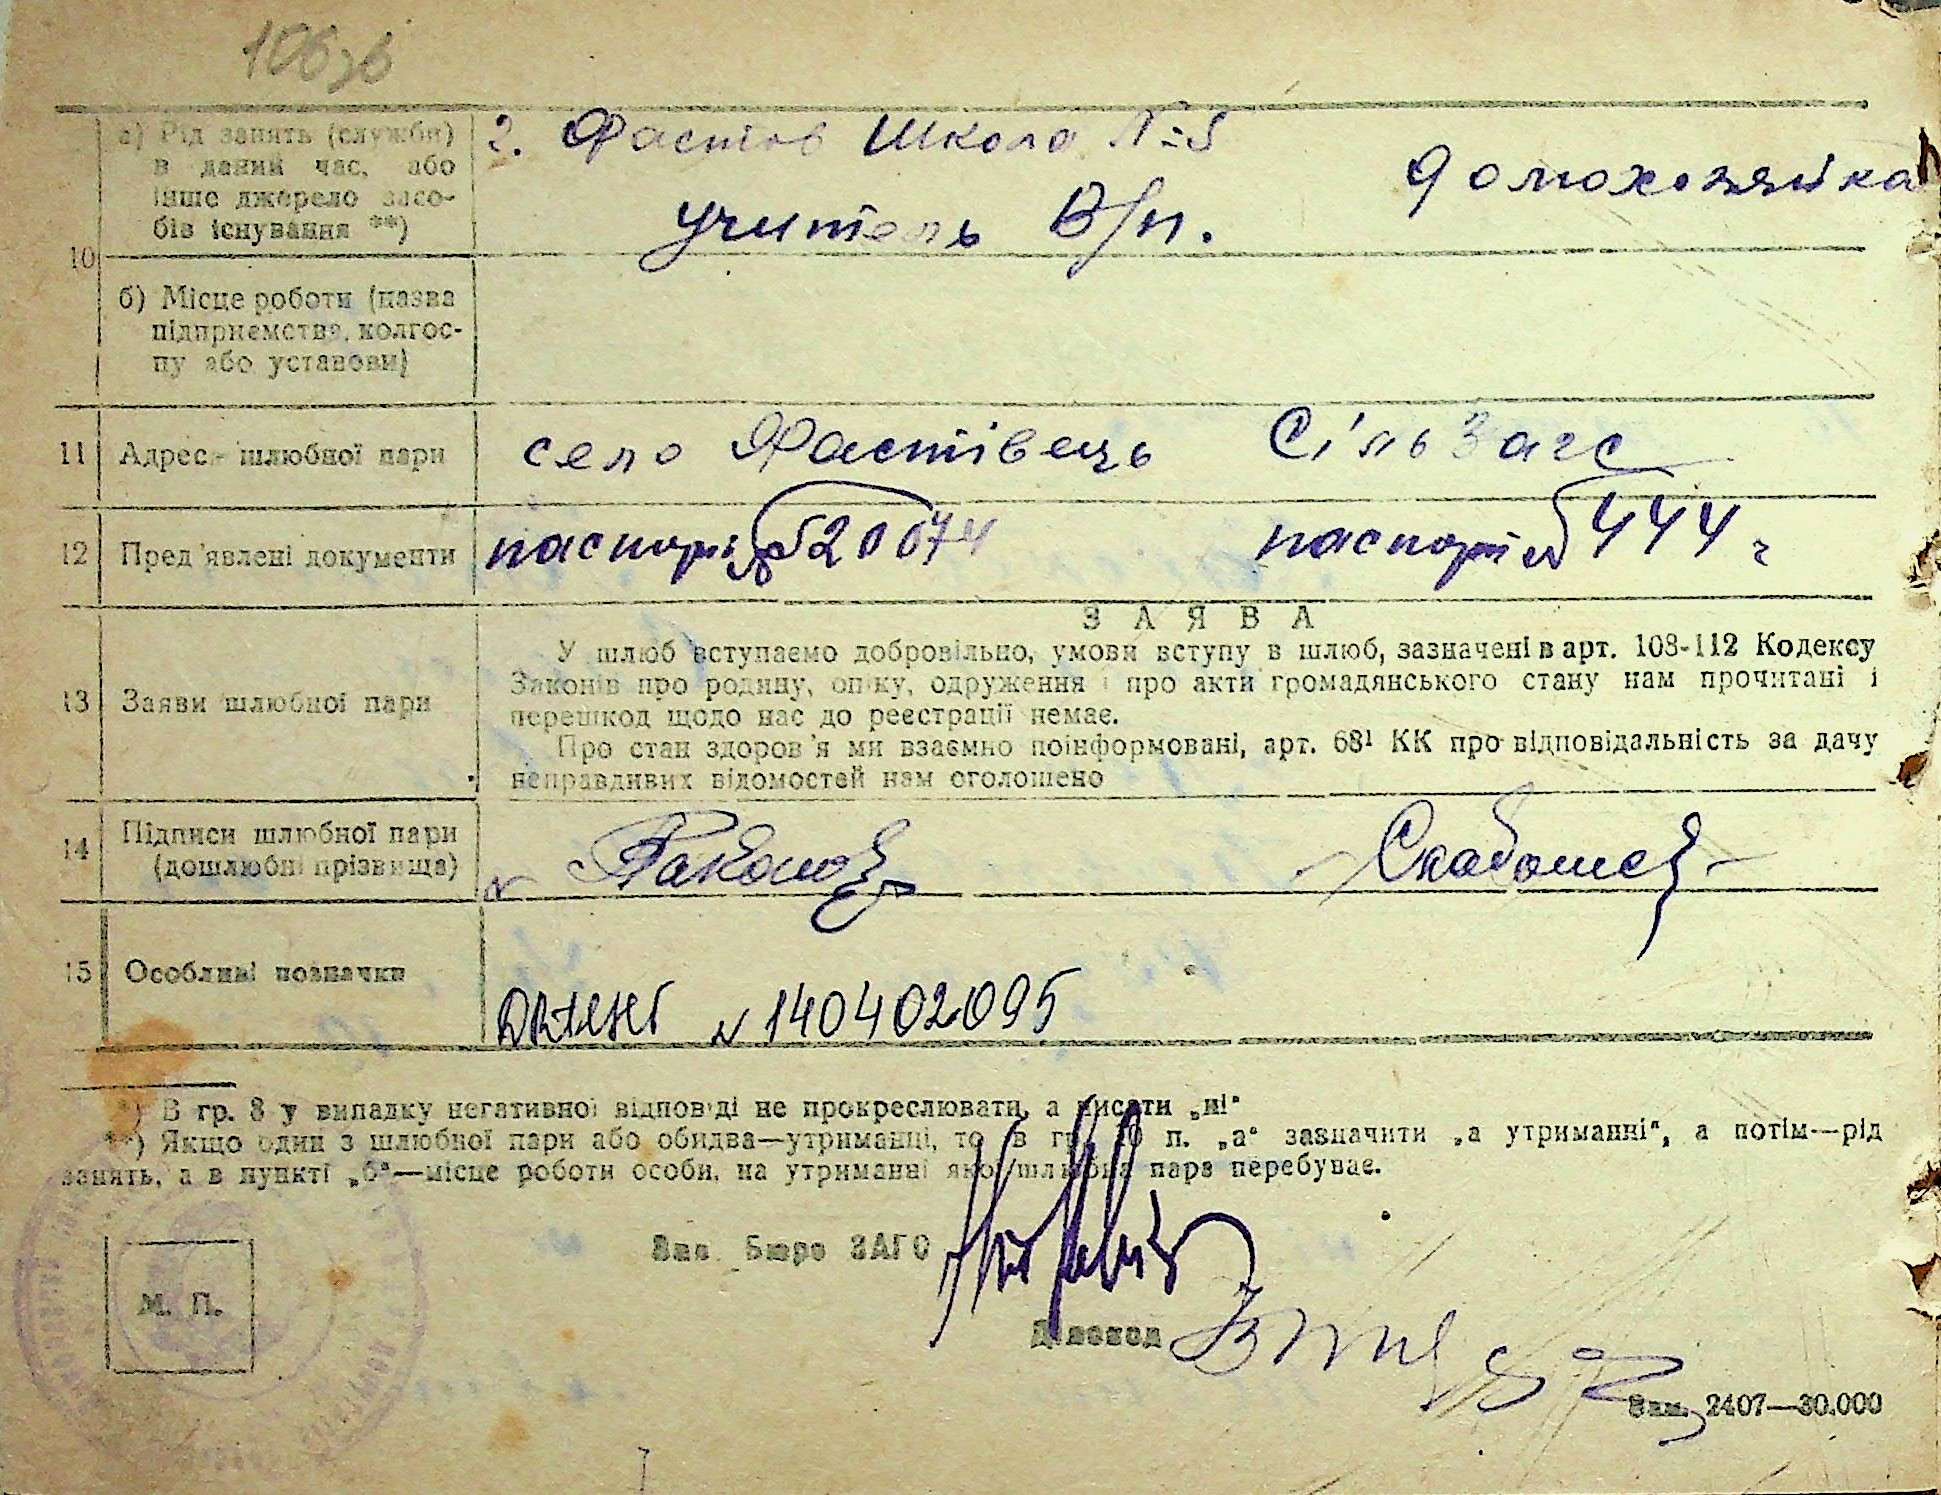 106 зв
а) Рід занять (служби) в даний час, або інше джерело засобів існування **)
г. Фастов Школа №5
учитель В/п.
домохозяйка
10
б) Місце роботи (назва підприємства, колгоспу або установи)
11 Адреса шлюбної пари
село Фастівець Сільзагс
12 Пред'явлені документи
паспорт
паспорт № 444
ЗАЯВА
13 Заяви шлюбної пари
У шлюб вступаємо добровільно, умови вступу в шлюб, зазначені в арт. 108-112 Кодексу
Законів про родину, опіку, одруження і про акти громадянського стану нам прочитані і
перешкод щодо нас до реєстрації немає.
Про стан здоров'я ми взаємно поінформовані, арт. 68¹ КК про відповідальність за дачу
неправдивих відомостей нам оголошено
14 Підписи шлюбної пари
(дошлюбні прізвища)
15 Особливі позначки
№ 140402095
*) В гр. 8 у випадку негативної відповіді не прокреслювати, а писати „ні“
**) Якщо один з шлюбної пари або обидва—утриманці, то в гр. 10 п. „а“ зазначити „а утриманні“, а потім—рід
занять, а в пункті „б“—місце роботи особи, на утриманні якої шлюбна пара перебуває.
Зав. Бюро ЗАГС
М. П.
Діловод
Зам. 2407—30.000